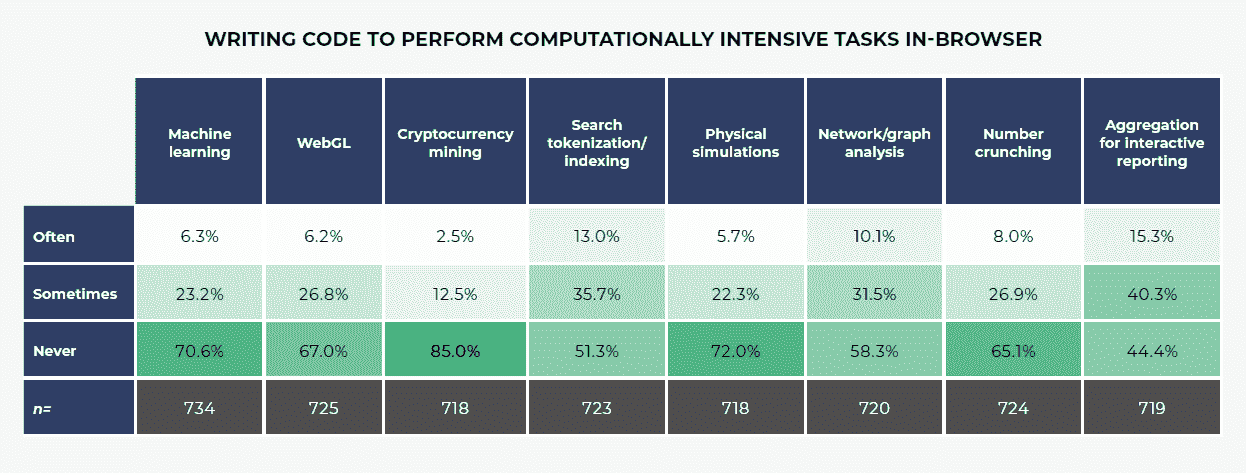 WRITING CODE TO PERFORM COMPUTATIONALLY INTENSIVE TASKS IN-BROWSER
Machine learning WebGL Cryptocurrency mining Search tokenization/ indexing Physical simulations Network/graph analysis Number crunching Aggregation for interactive reporting
Often 6.3% 6.2% 2.5% 13.0% 5.7% 10.1% 8.0% 15.3%
Sometimes 23.2% 26.8% 12.5% 35.7% 22.3% 31.5% 26.9% 40.3%
Never 70.6% 67.0% 85.0% 51.3% 72.0% 58.3% 65.1% 44.4%
n= 734 725 718 723 718 720 724 719